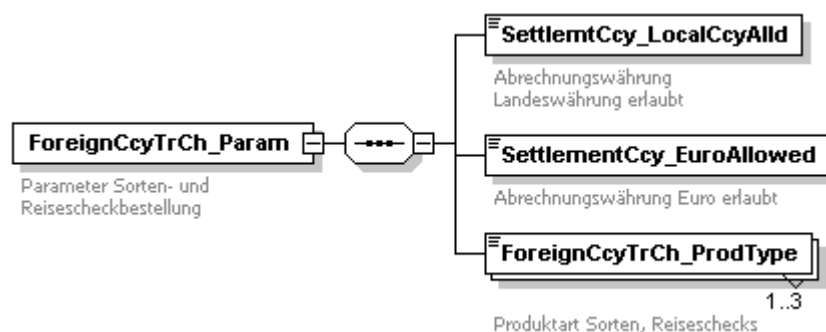 SettlemtCcy_LocalCcyAlld
Abrechnungswährung
Landeswährung erlaubt
ForeignCcyTrCh_Param
Parameter Sorten- und
Reisescheckbestellung
SettlementCcy_EuroAllowed
Abrechnungswährung Euro erlaubt
ForeignCcyTrCh_ProdType
1..3
Produktart Sorten, Reiseschecks